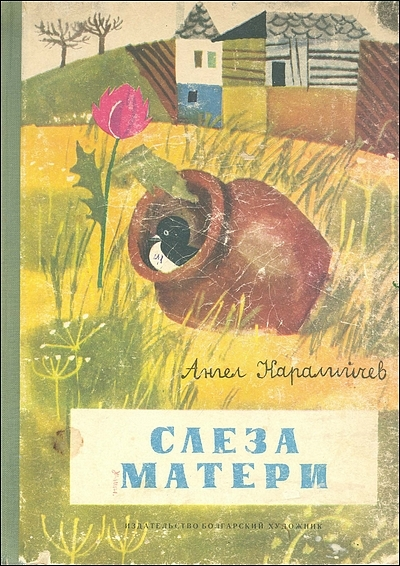 Ангел Каралийчев
СЛЕЗА
МАТЕРИ
ИЗДАТЕЛЬСТВО БОЛГАРСКИЙ ХУДОЖНИК